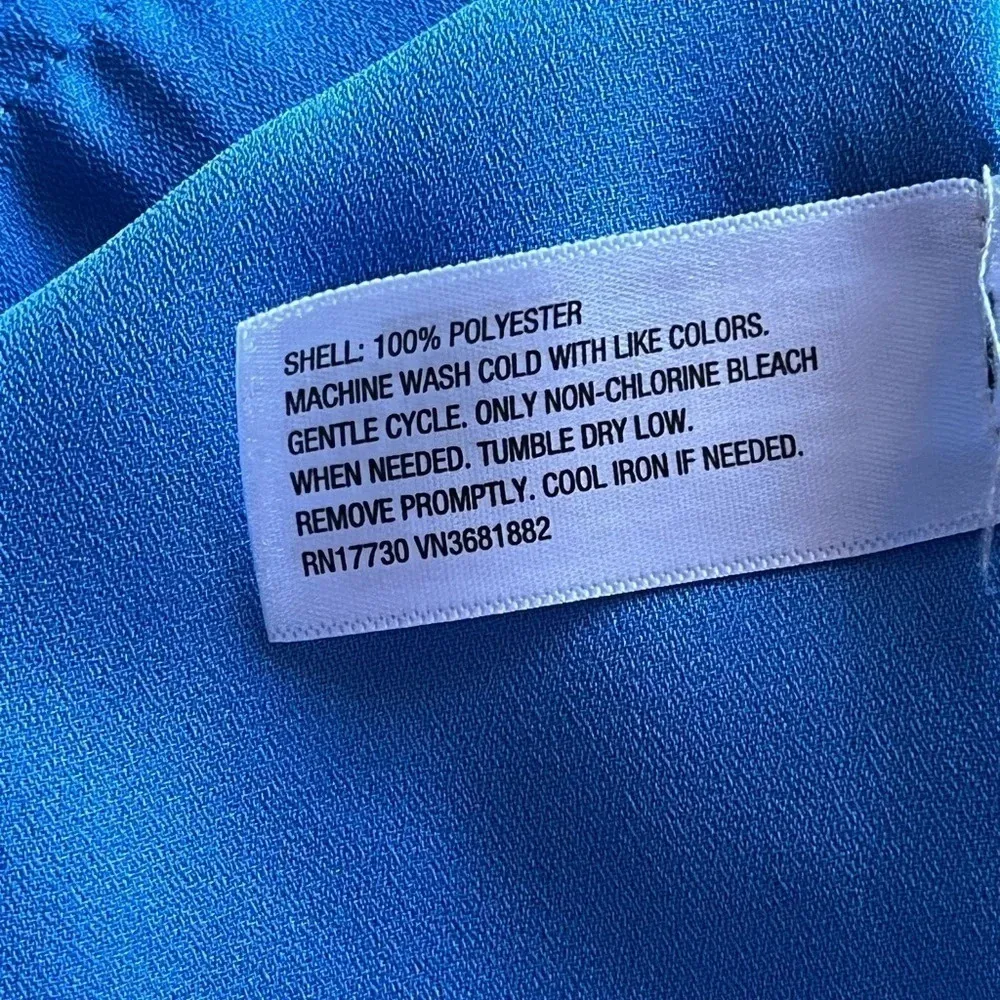 SHELL: 100% POLYESTER
MACHINE WASH COLD WITH LIKE COLORS.
GENTLE CYCLE. ONLY NON-CHLORINE BLEACH
WHEN NEEDED. TUMBLE DRY LOW.
REMOVE PROMPTLY. COOL IRON IF NEEDED.
RN17730 VN3681882